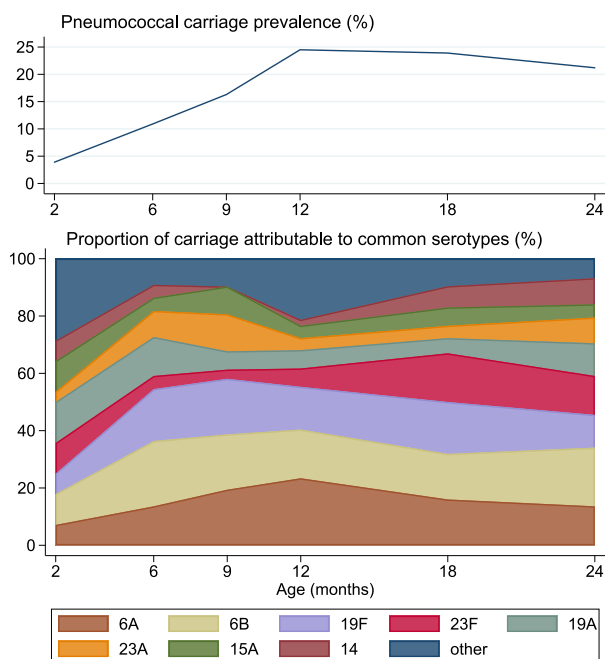 Pneumococcal carriage prevalence (%)
25
20
15
10
5
0
2 6 9 12 18 24
Proportion of carriage attributable to common serotypes (%)
100
80
60
40
20
0
2 6 9 12 18 24
Age (months)
6A 6B 19F 23F 19A
23A 15A 14 other